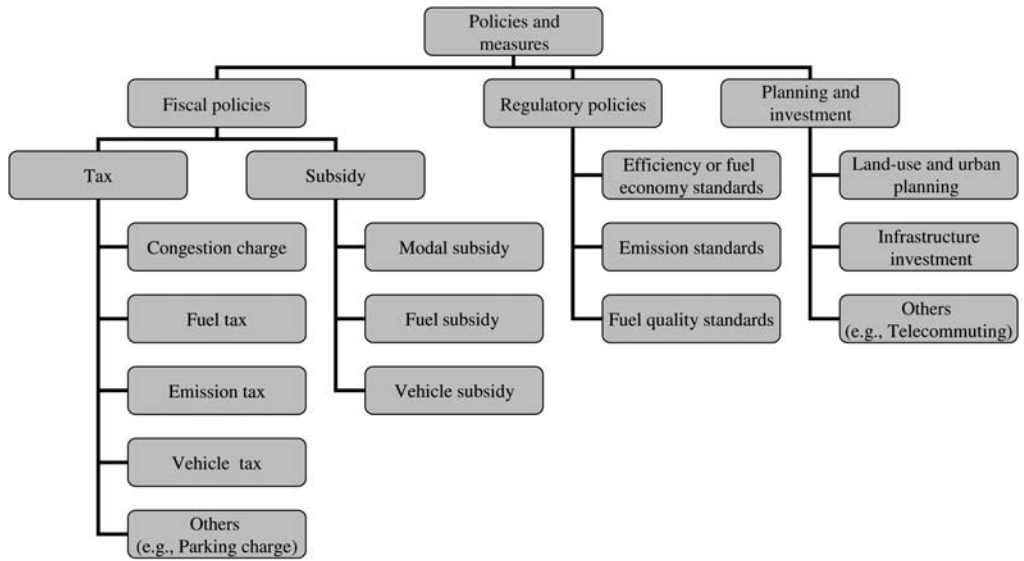 Policies and
measures
Fiscal policies
Regulatory policies
Planning and
investment
Tax
Subsidy
Efficiency or fuel
economy standards
Land-use and urban
planning
Congestion charge
Modal subsidy
Emission standards
Infrastructure
investment
Fuel tax
Fuel subsidy
Fuel quality standards
Others
(e.g., Telecommuting)
Emission tax
Vehicle subsidy
Vehicle tax
Others
(e.g., Parking charge)